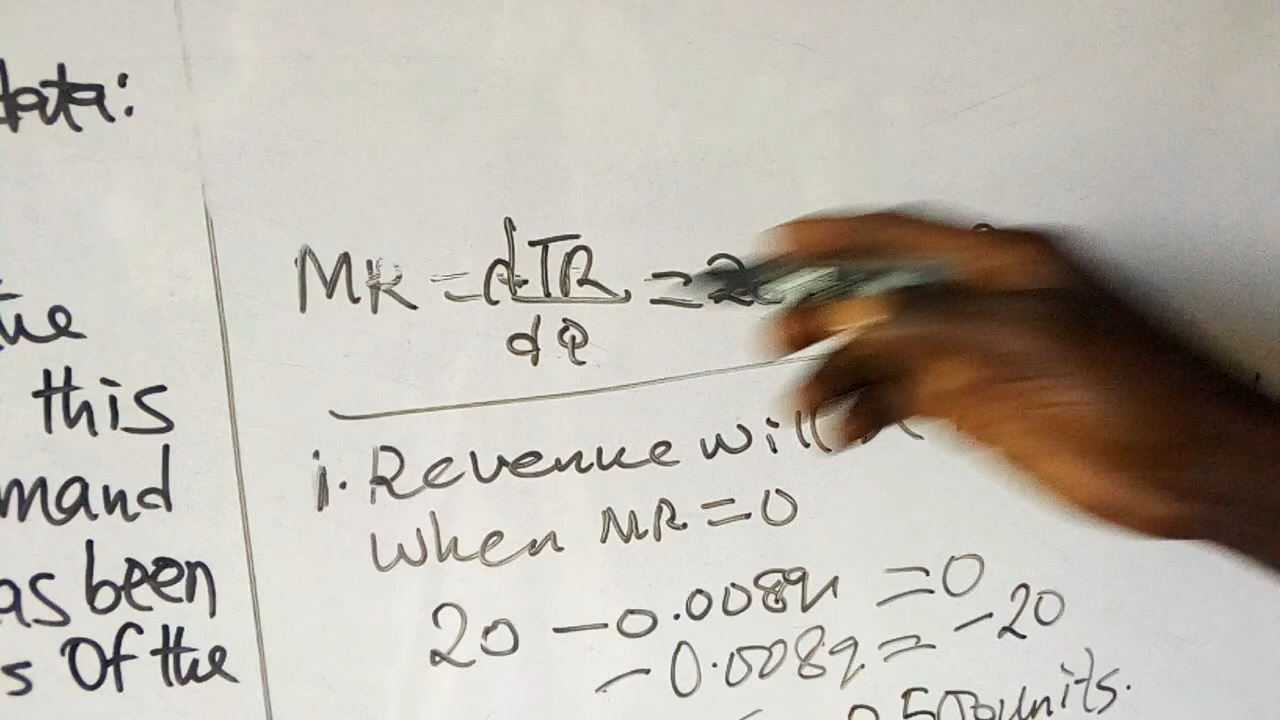 data:
the
this
mand
as been
s Of the
MR = dTR/dQ = 2
i. Revenue will
When MR = 0
20 - 0.008q = 0
- 0.008q = -20
2500 units.